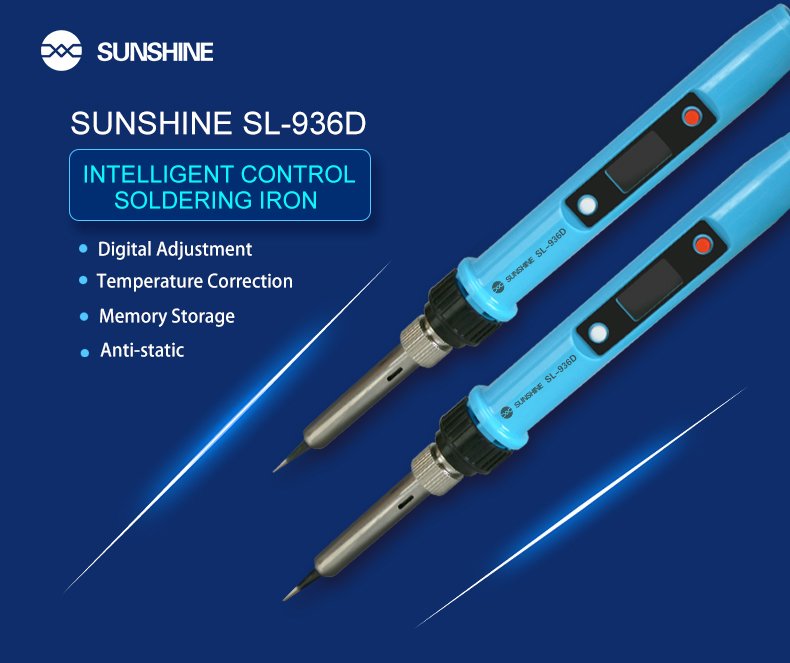 SUNSHINE
SUNSHINE SL-936D
INTELLIGENT CONTROL
SOLDERING IRON
Digital Adjustment
Temperature Correction
Memory Storage
Anti-static
SUNSHINE SL-936D
SUNSHINE SL-936D